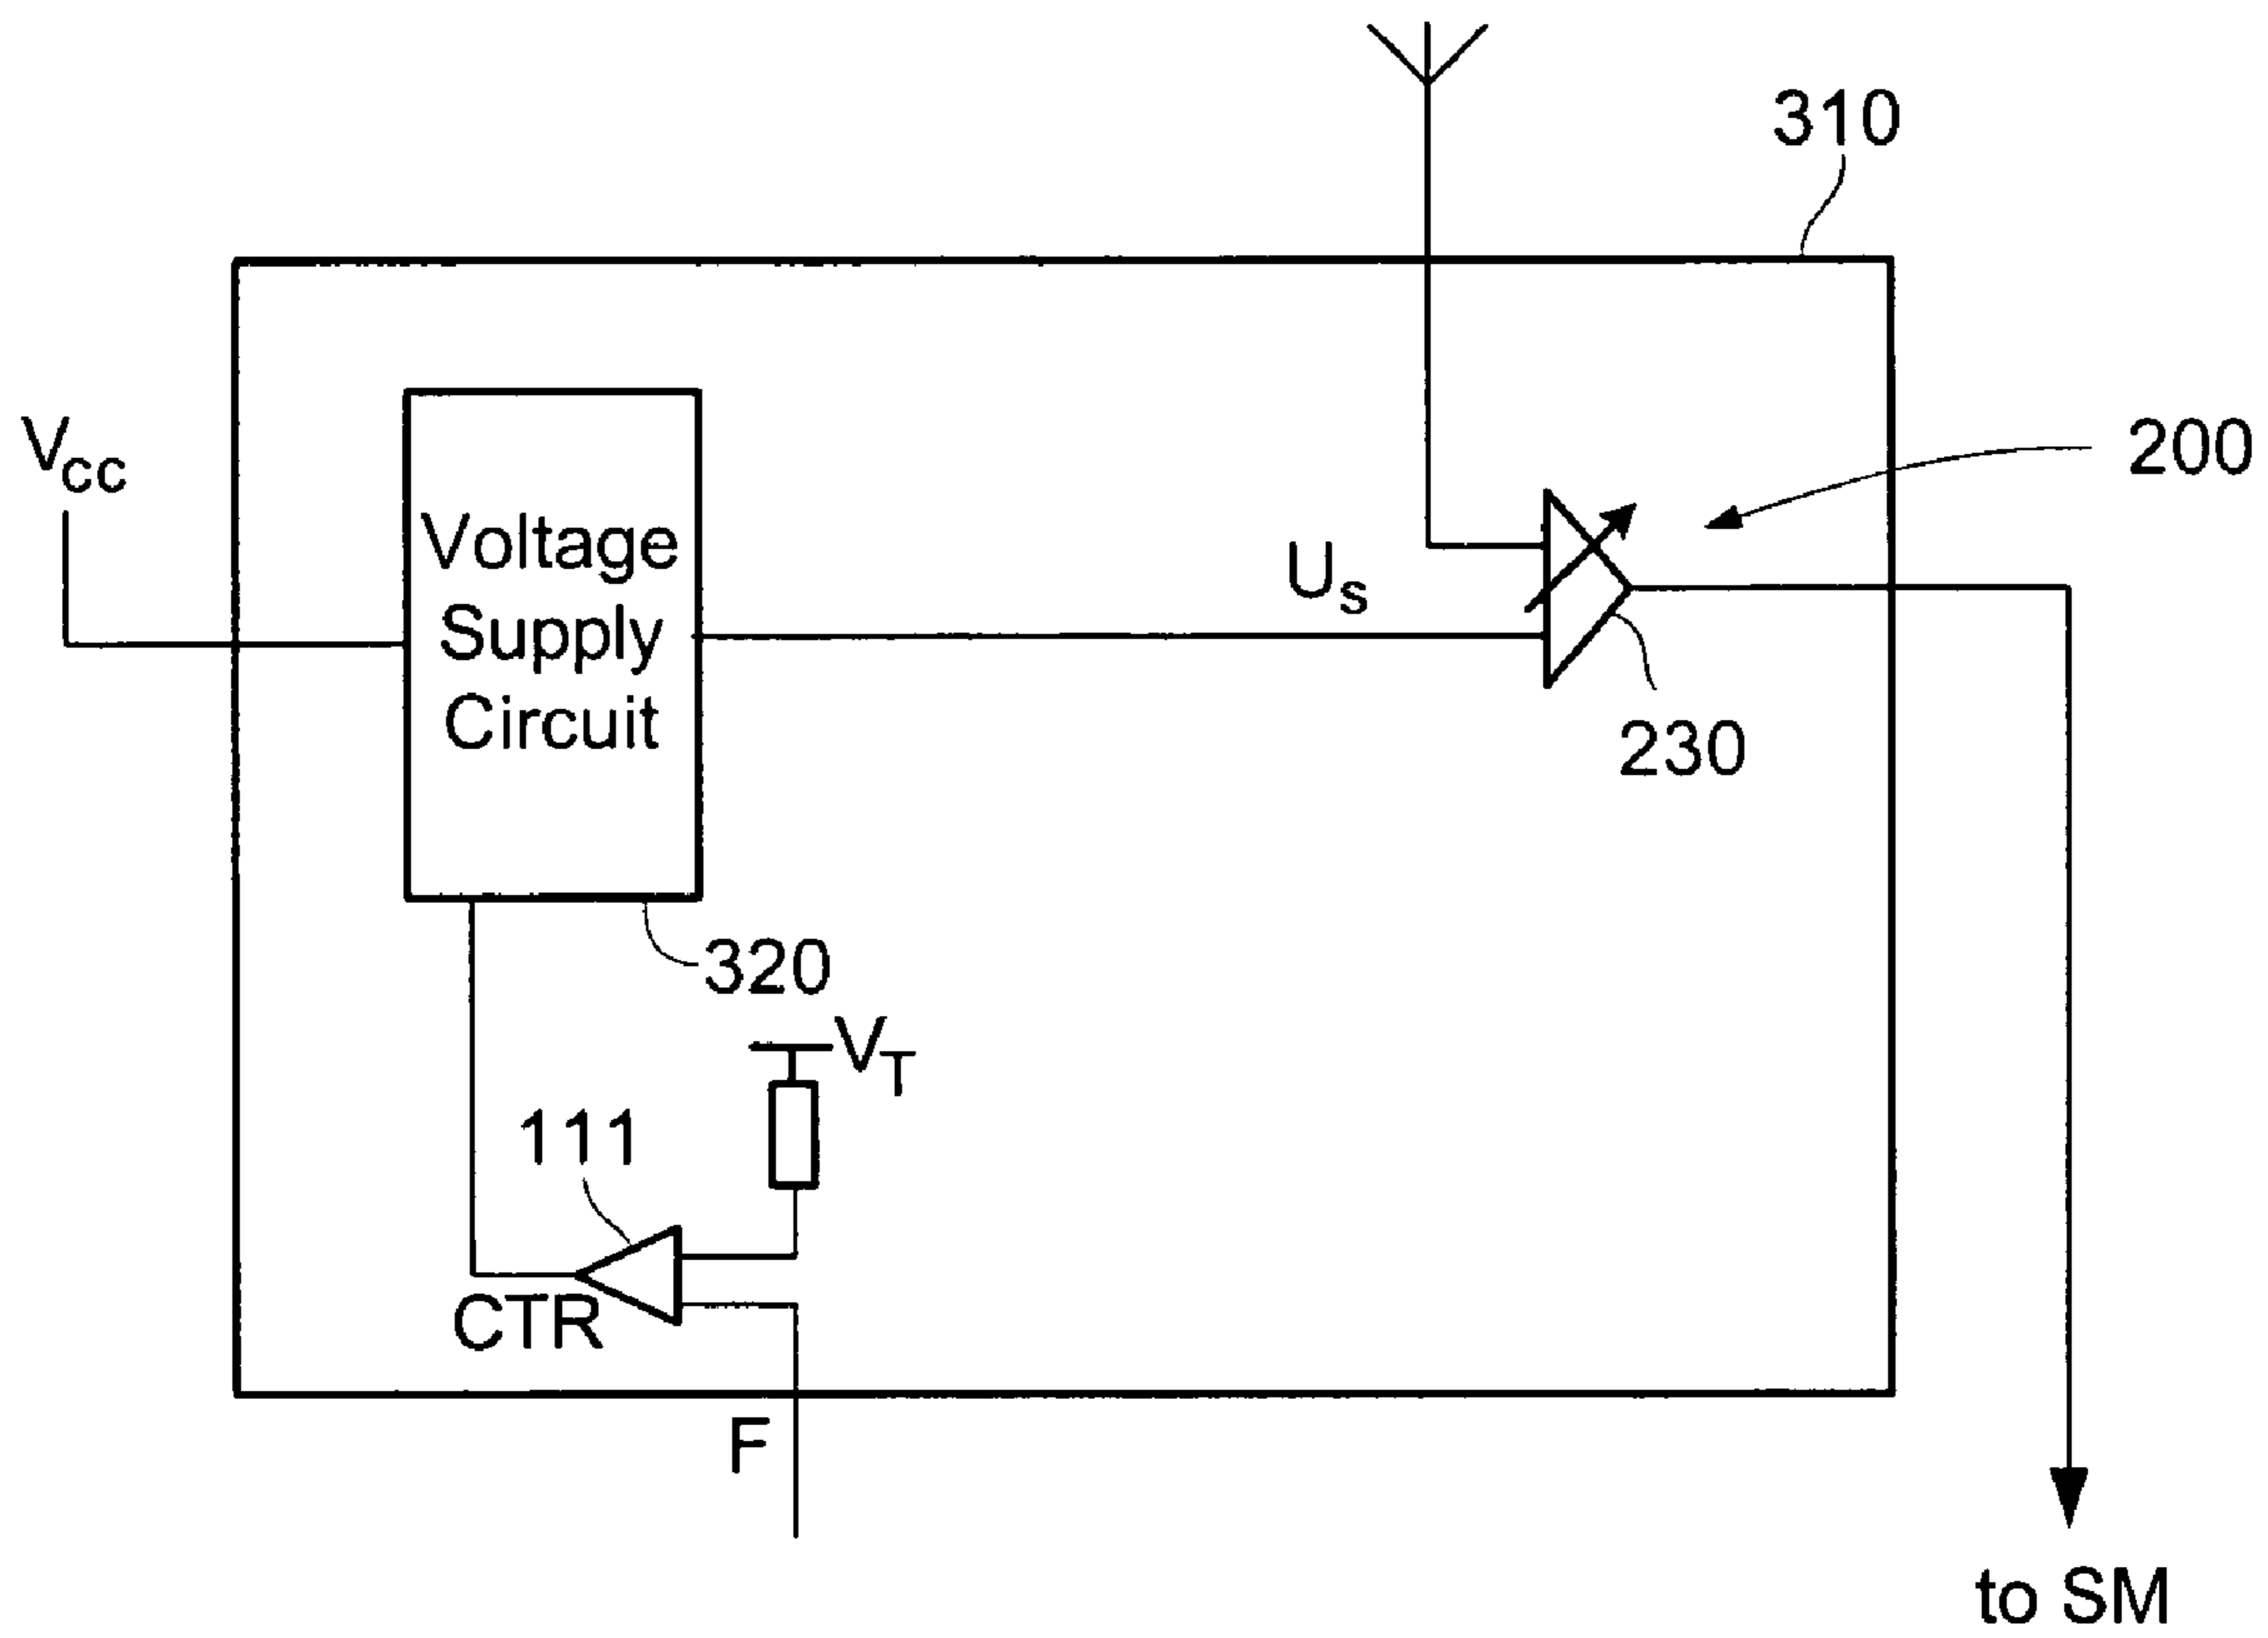 310
Vcc
200
Voltage
Supply
Circuit
Us
230
320
VT
111
CTR
F
to SM